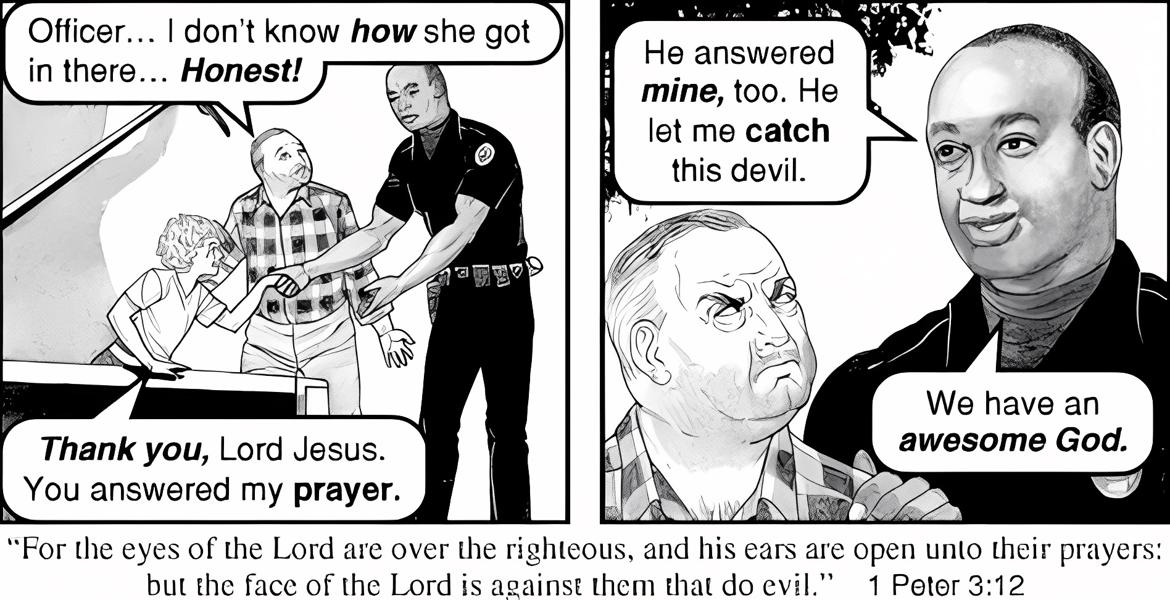 Officer... I don't know how she got
in there... Honest!
Thank you, Lord Jesus.
You answered my prayer.
He answered
mine, too. He
let me catch
this devil.
We have an
awesome God.
“For the eyes of the Lord are over the righteous, and his ears are open unto their prayers:
but the face of the Lord is against them that do evil.” 1 Peter 3:12